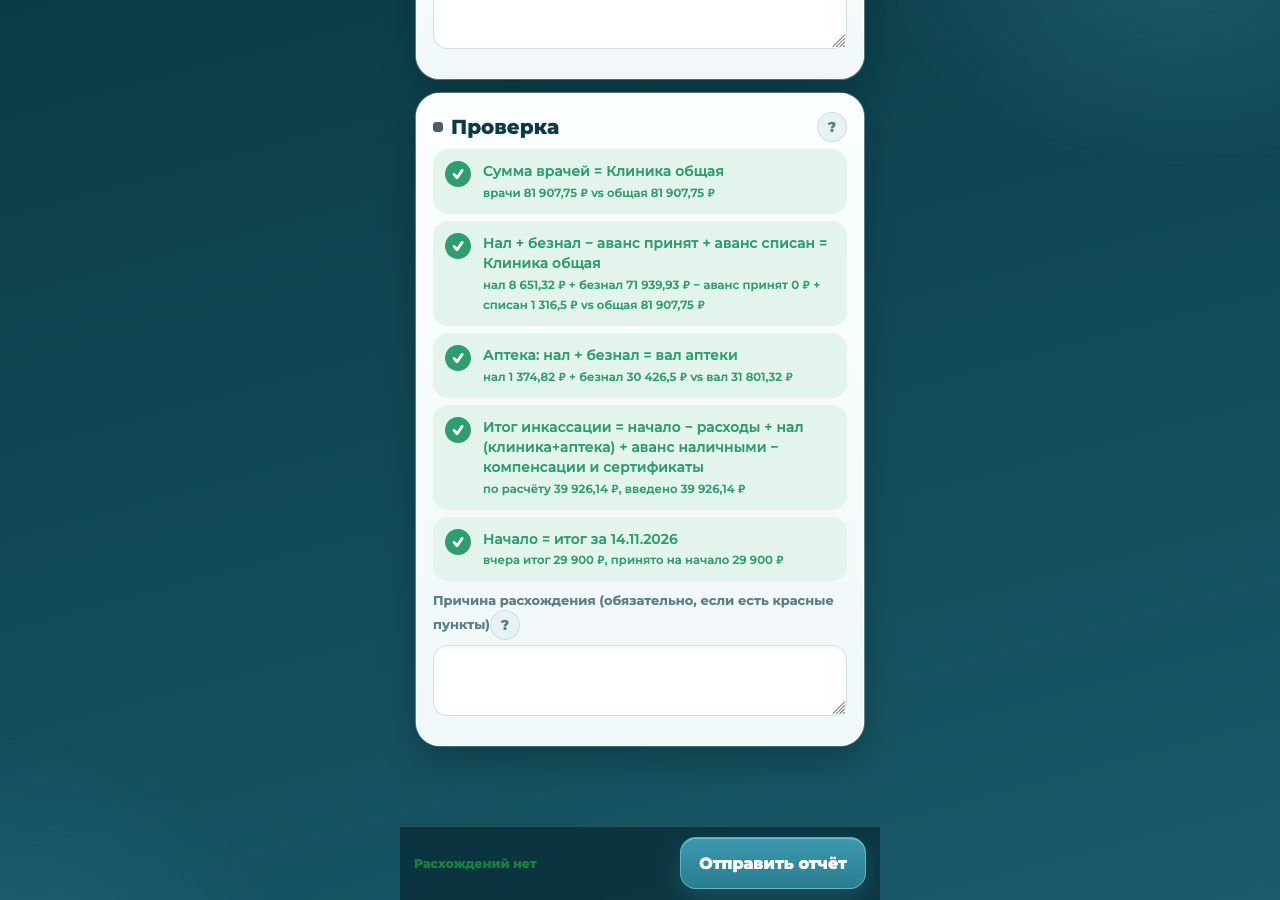 Проверка
?
Сумма врачей = Клиника общая
врачи 81 907,75 ₽ vs общая 81 907,75 ₽
Нал + безнал − аванс принят + аванс списан =
Клиника общая
нал 8 651,32 ₽ + безнал 71 939,93 ₽ − аванс принят 0 ₽ +
списан 1 316,5 ₽ vs общая 81 907,75 ₽
Аптека: нал + безнал = вал аптеки
нал 1 374,82 ₽ + безнал 30 426,5 ₽ vs вал 31 801,32 ₽
Итог инкассации = начало − расходы + нал
(клиника+аптека) + аванс наличными −
компенсации и сертификаты
по расчёту 39 926,14 ₽, введено 39 926,14 ₽
Начало = итог за 14.11.2026
вчера итог 29 900 ₽, принято на начало 29 900 ₽
Причина расхождения (обязательно, если есть красные
пункты) ?
Расхождений нет
Отправить отчёт